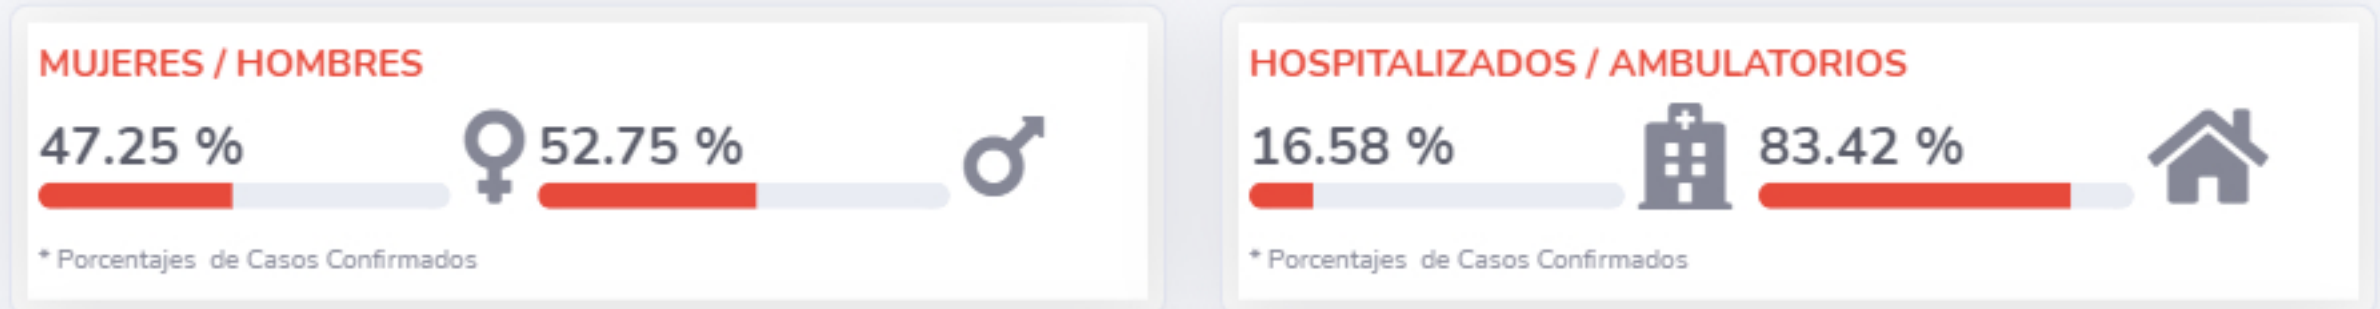 MUJERES / HOMBRES
47.25 % 52.75 %
* Porcentajes de Casos Confirmados
HOSPITALIZADOS / AMBULATORIOS
16.58 % 83.42 %
* Porcentajes de Casos Confirmados